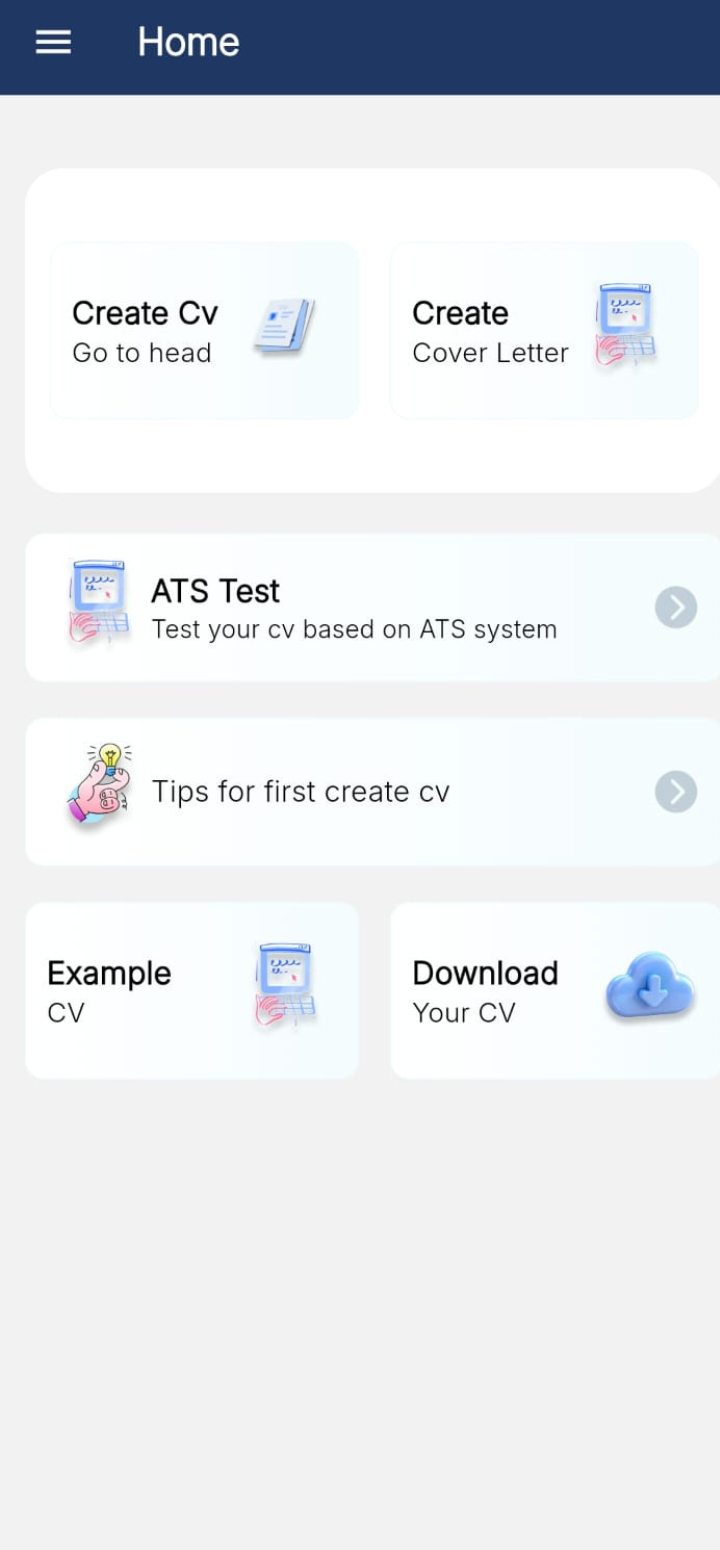 Home
Create Cv
Go to head
Create
Cover Letter
ATS Test
Test your cv based on ATS system
Tips for first create cv
Example
CV
Download
Your CV